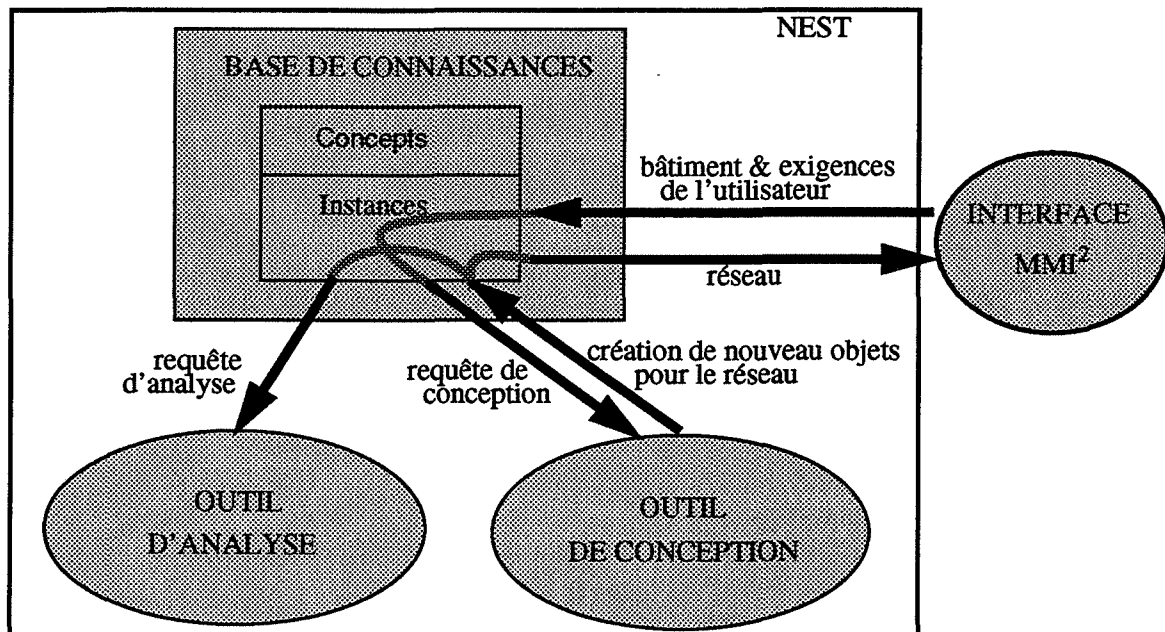 NEST
BASE DE CONNAISSANCES
Concepts
Instances
bâtiment & exigences
de l'utilisateur
réseau
INTERFACE
MMI²
requête
d'analyse
requête de
conception
création de nouveau objets
pour le réseau
OUTIL
D'ANALYSE
OUTIL
DE CONCEPTION